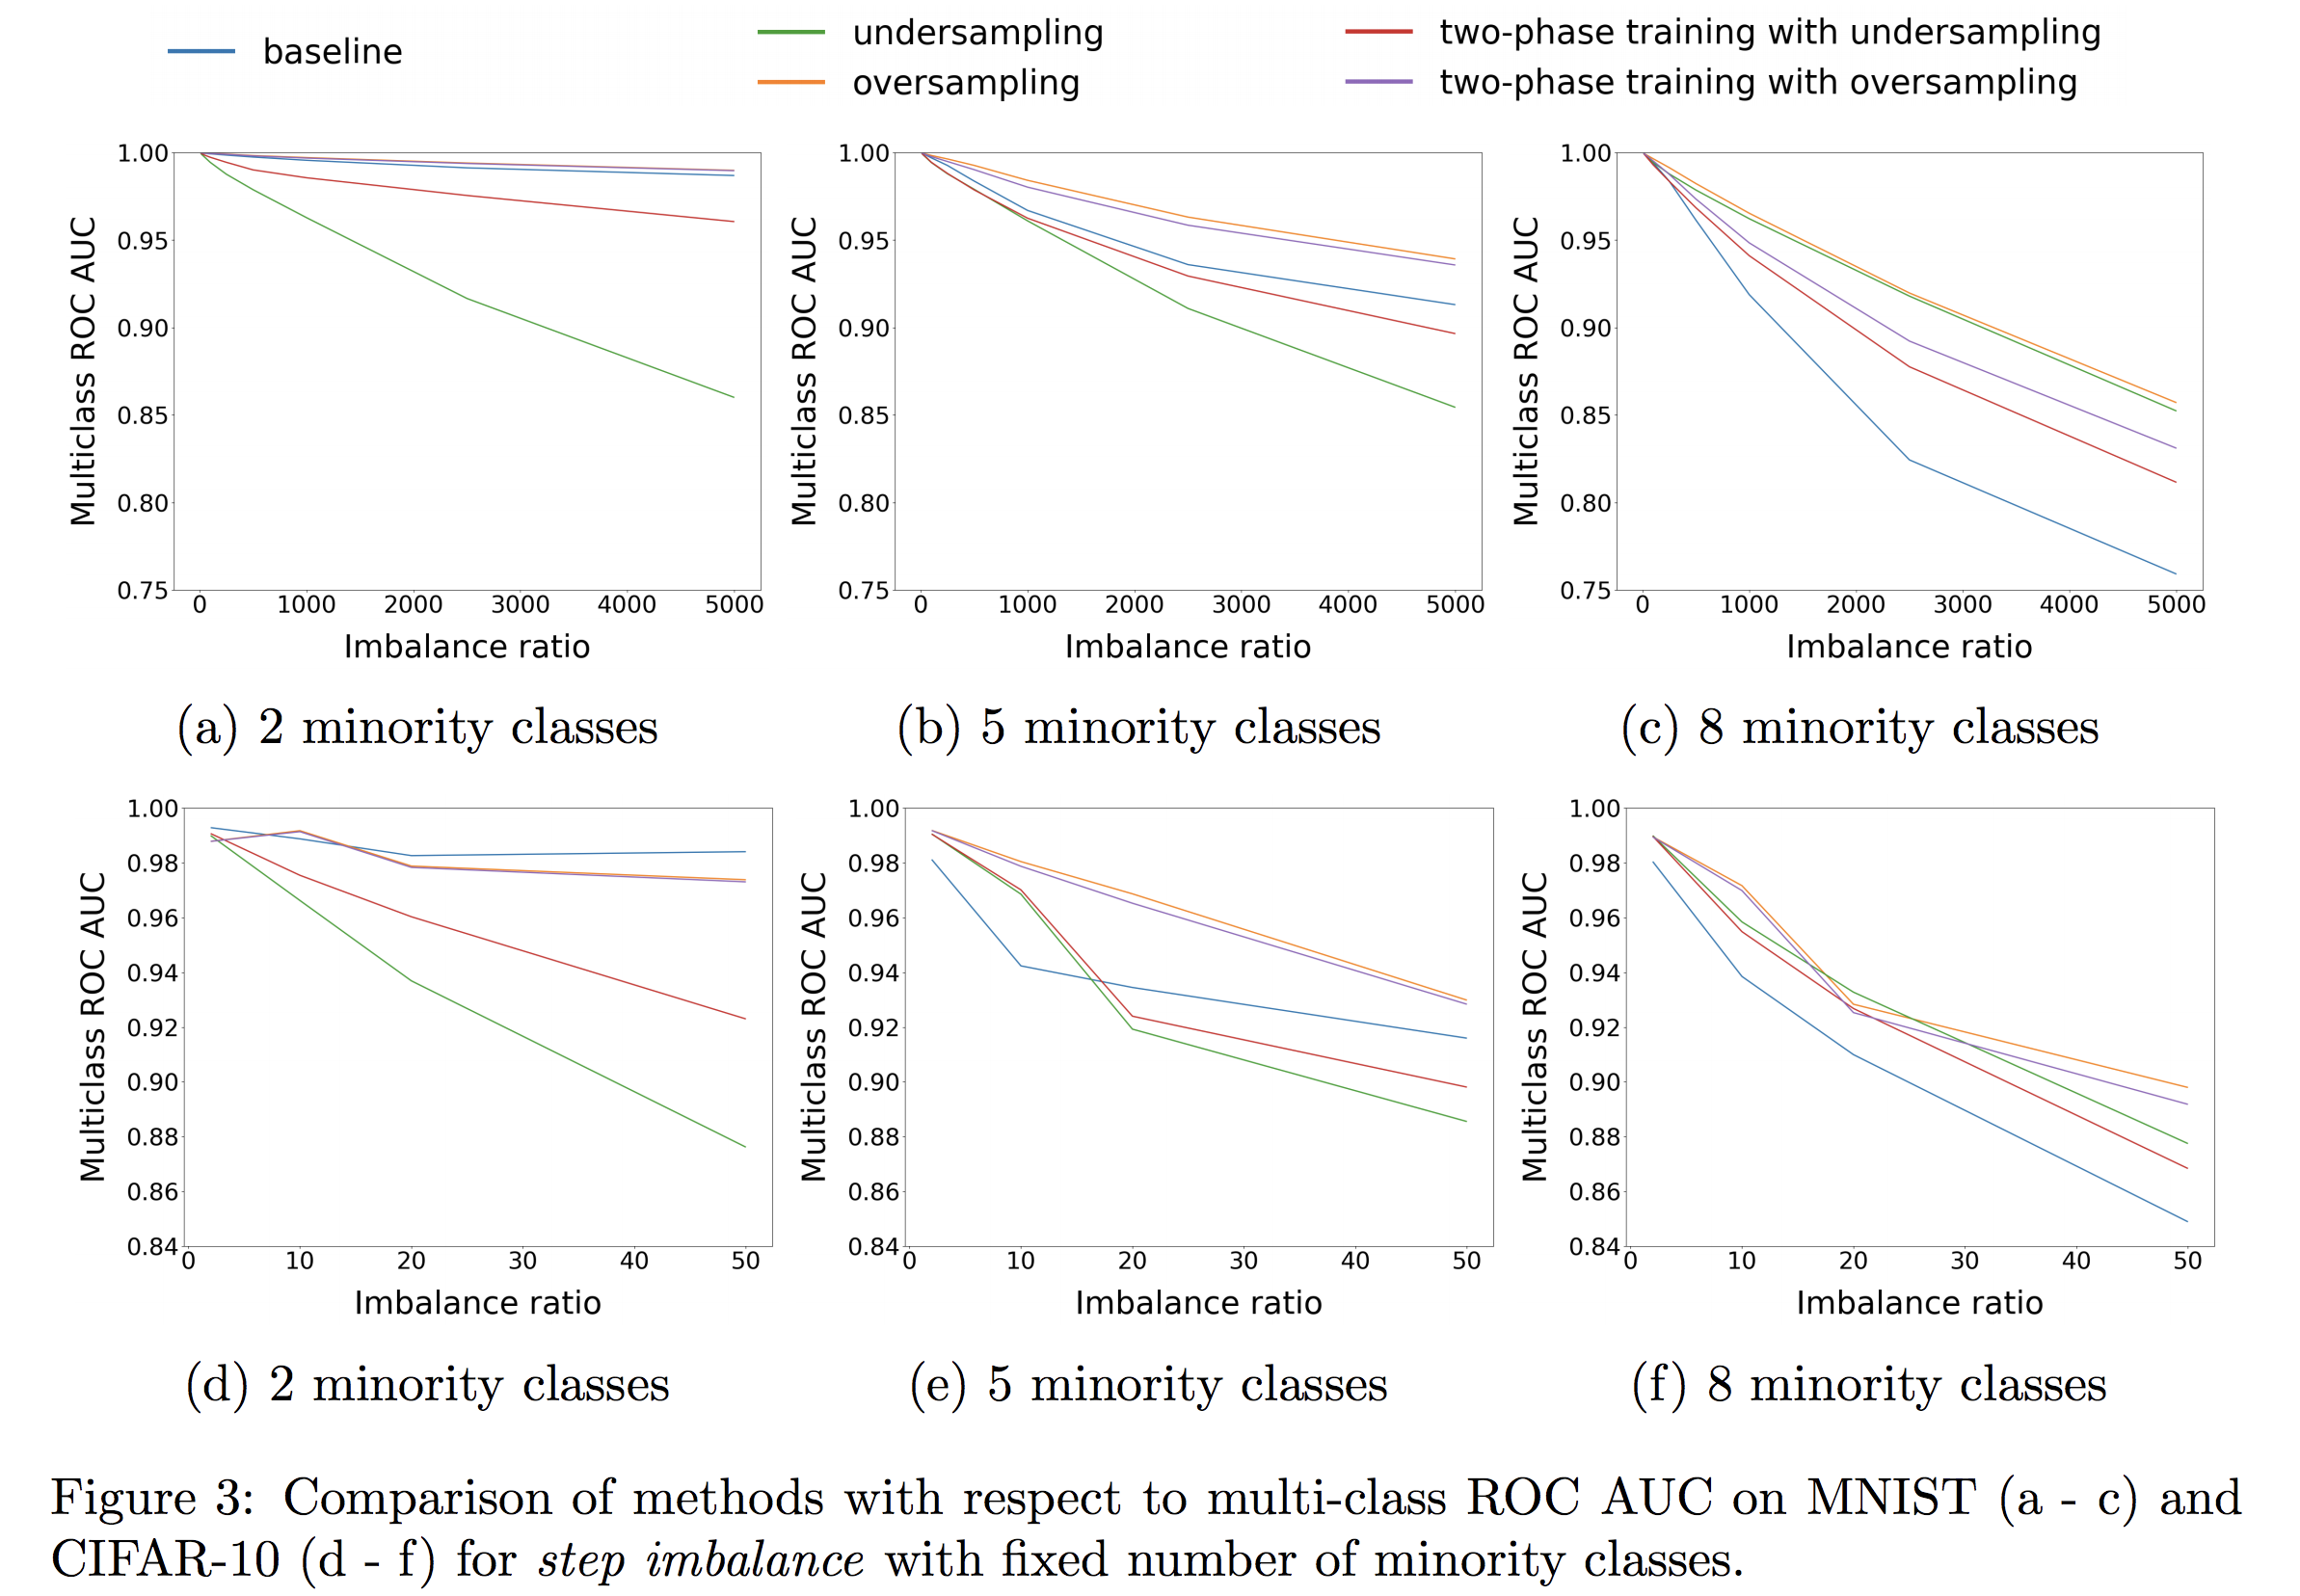 baseline
undersampling
oversampling
two-phase training with undersampling
two-phase training with oversampling
Multiclass ROC AUC
1.00
0.95
0.90
0.85
0.80
0.75
0 1000 2000 3000 4000 5000
Imbalance ratio
(a) 2 minority classes
Multiclass ROC AUC
1.00
0.95
0.90
0.85
0.80
0.75
0 1000 2000 3000 4000 5000
Imbalance ratio
(b) 5 minority classes
Multiclass ROC AUC
1.00
0.95
0.90
0.85
0.80
0.75
0 1000 2000 3000 4000 5000
Imbalance ratio
(c) 8 minority classes
Multiclass ROC AUC
1.00
0.98
0.96
0.94
0.92
0.90
0.88
0.86
0.84
0 10 20 30 40 50
Imbalance ratio
(d) 2 minority classes
Multiclass ROC AUC
1.00
0.98
0.96
0.94
0.92
0.90
0.88
0.86
0.84
0 10 20 30 40 50
Imbalance ratio
(e) 5 minority classes
Multiclass ROC AUC
1.00
0.98
0.96
0.94
0.92
0.90
0.88
0.86
0.84
0 10 20 30 40 50
Imbalance ratio
(f) 8 minority classes
Figure 3: Comparison of methods with respect to multi-class ROC AUC on MNIST (a - c) and
CIFAR-10 (d - f) for step imbalance with fixed number of minority classes.